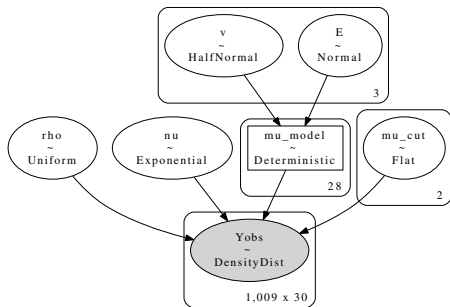 v
~
HalfNormal
E
~
Normal
3
rho
~
Uniform
nu
~
Exponential
mu_model
~
Deterministic
28
mu_cut
~
Flat
2
Yobs
~
DensityDist
1,009 x 30